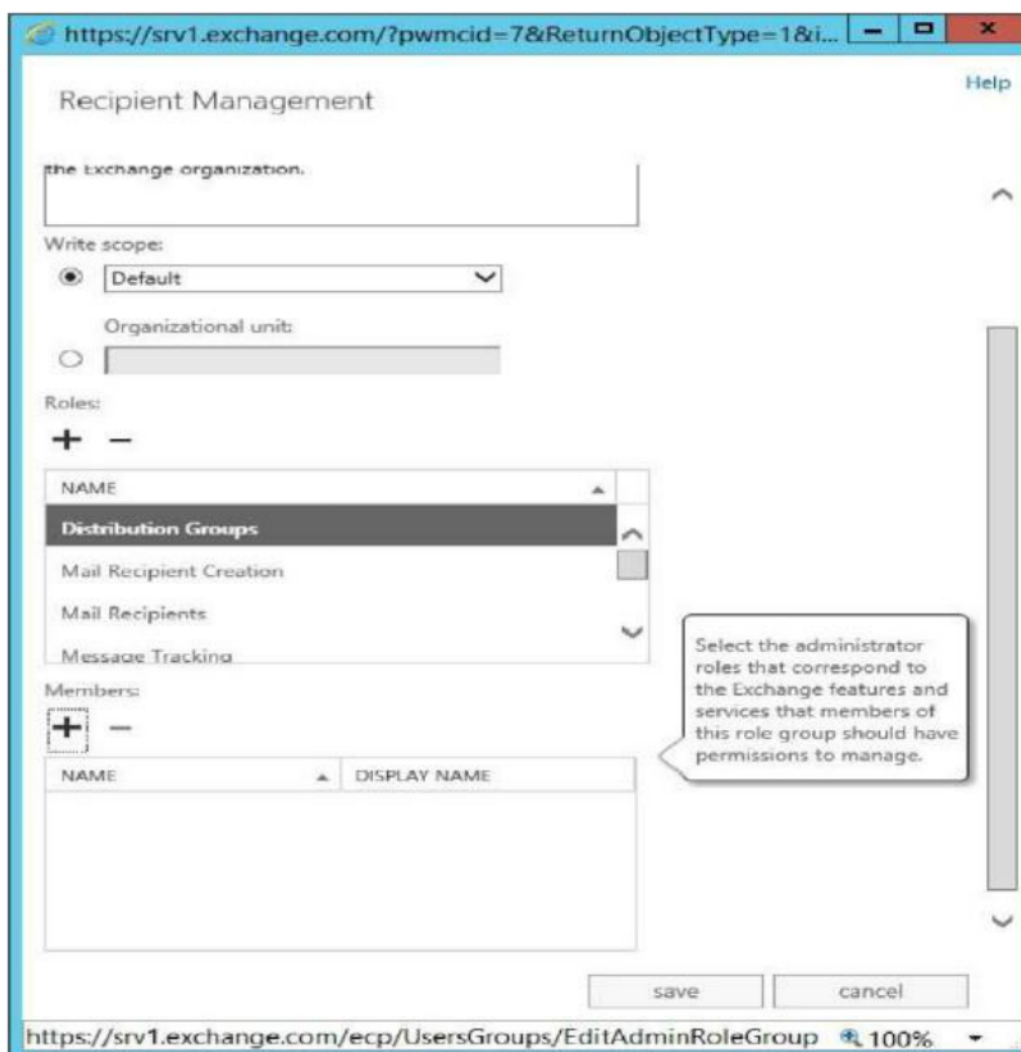 https://srv1.exchange.com/?pwmcid=7&ReturnObjectType=1&i...
Help
Recipient Management
the Exchange organization.
Write scope:
Default
Organizational unit:
Roles:
NAME
Distribution Groups
Mail Recipient Creation
Mail Recipients
Message Tracking
Select the administrator
roles that correspond to
the Exchange features and
services that members of
this role group should have
permissions to manage.
Members:
NAME DISPLAY NAME
save cancel
https://srv1.exchange.com/ecp/UsersGroups/EditAdminRoleGroup 100%